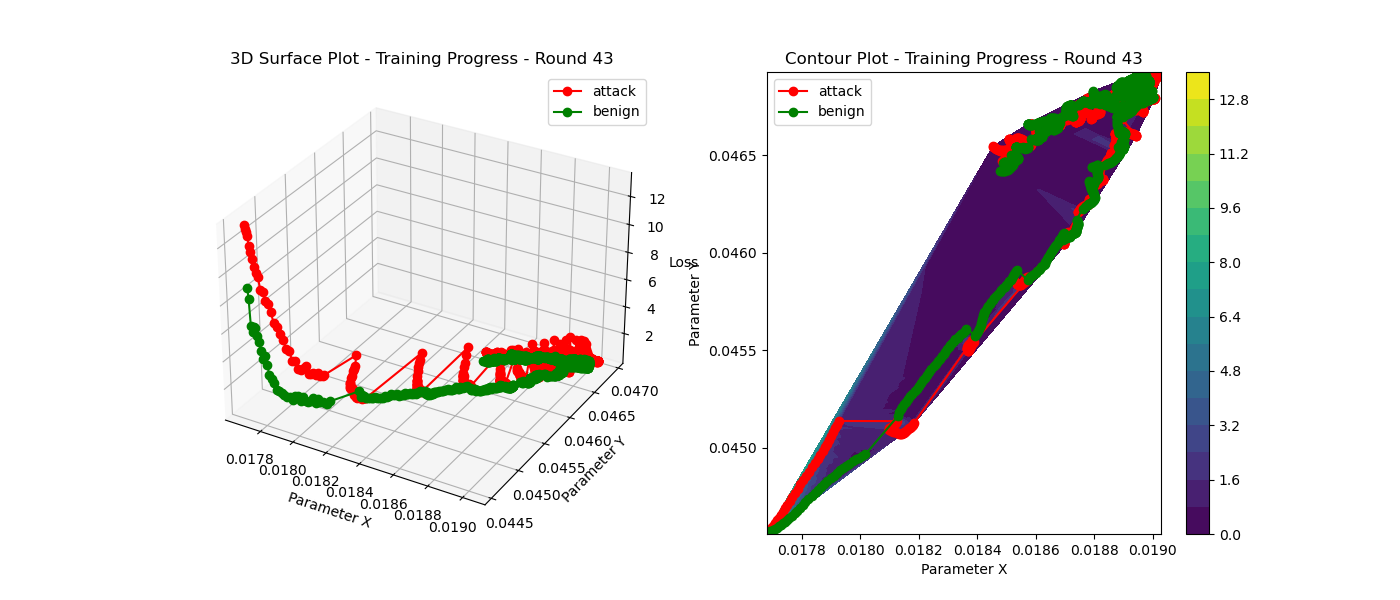 3D Surface Plot - Training Progress - Round 43
attack
benign
12
10
8
6
4
2
Loss
0.0470
0.0465
0.0460
0.0455
0.0450
0.0445
Parameter Y
0.0178
0.0180
0.0182
0.0184
0.0186
0.0188
0.0190
Parameter X
Contour Plot - Training Progress - Round 43
attack
benign
0.0465
0.0460
0.0455
0.0450
Parameter Y
0.0178 0.0180 0.0182 0.0184 0.0186 0.0188 0.0190
Parameter X
12.8
11.2
9.6
8.0
6.4
4.8
3.2
1.6
0.0